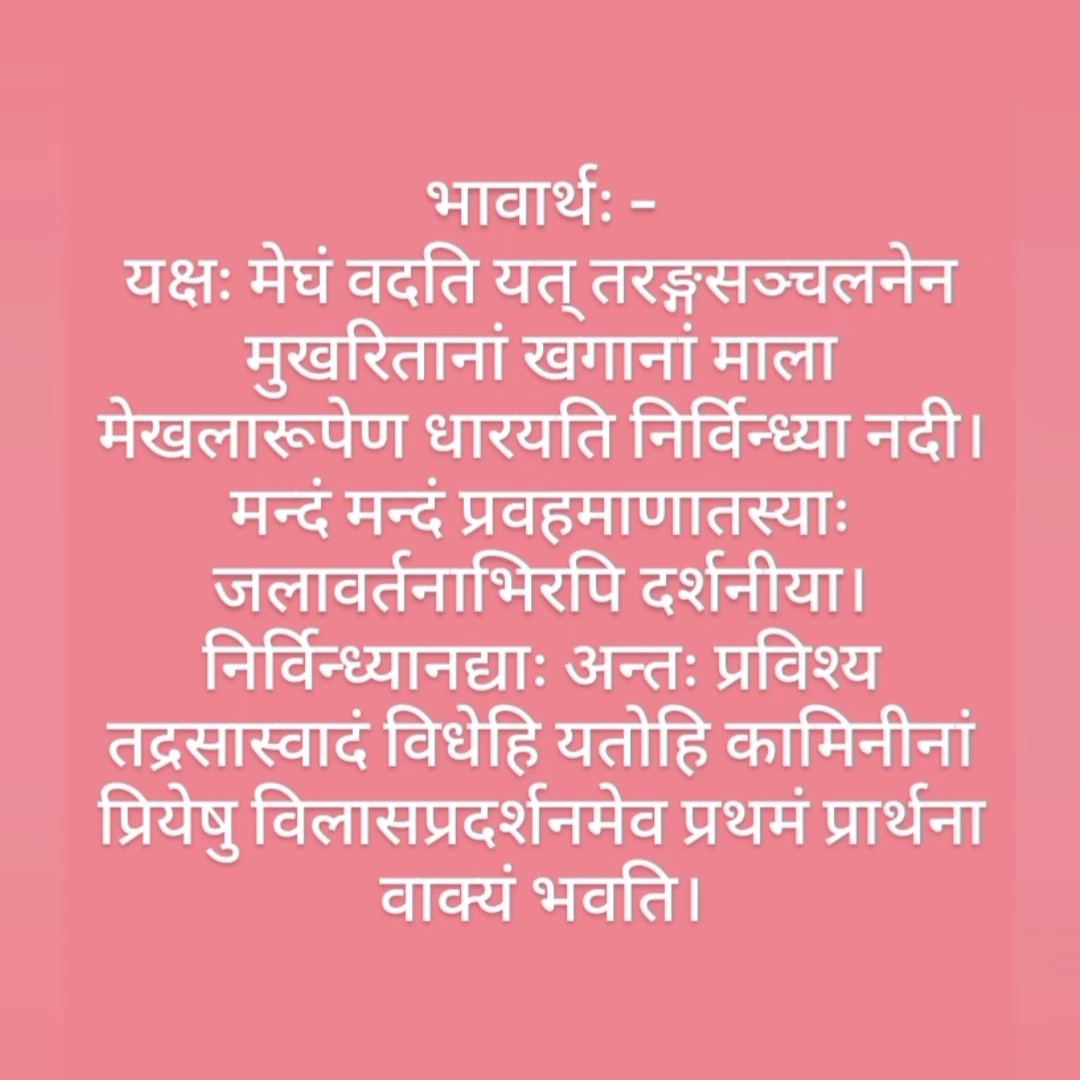 भावार्थः -
यक्षः मेघं वदति यत् तरङ्गसञ्चलनेन
मुखरितानां खगानां माला
मेखलारूपेण धारयति निर्विन्ध्या नदी।
मन्दं मन्दं प्रवहमाणातस्याः
जलावर्तनाभिरपि दर्शनीया।
निर्विन्ध्यानद्याः अन्तः प्रविश्य
तद्रसास्वादं विधेहि यतोहि कामिनीनां
प्रियेषु विलासप्रदर्शनमेव प्रथमं प्रार्थना
वाक्यं भवति।